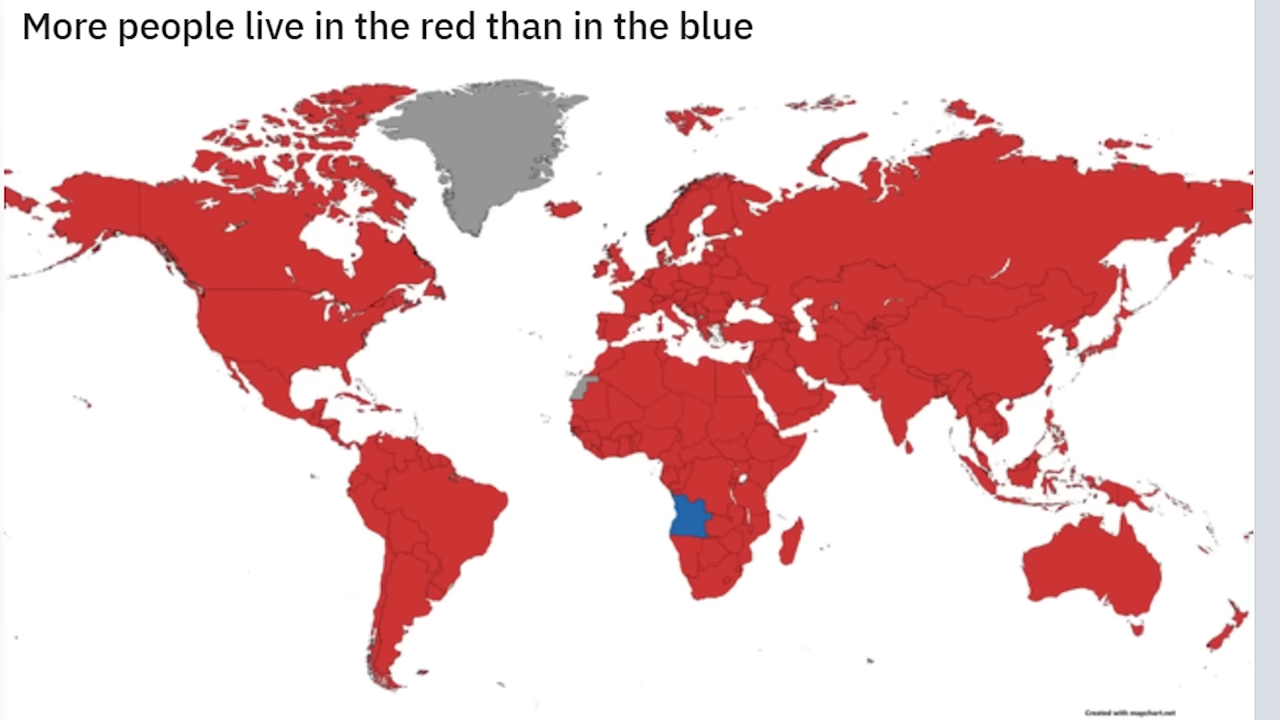 More people live in the red than in the blue
Created with mapchart.net